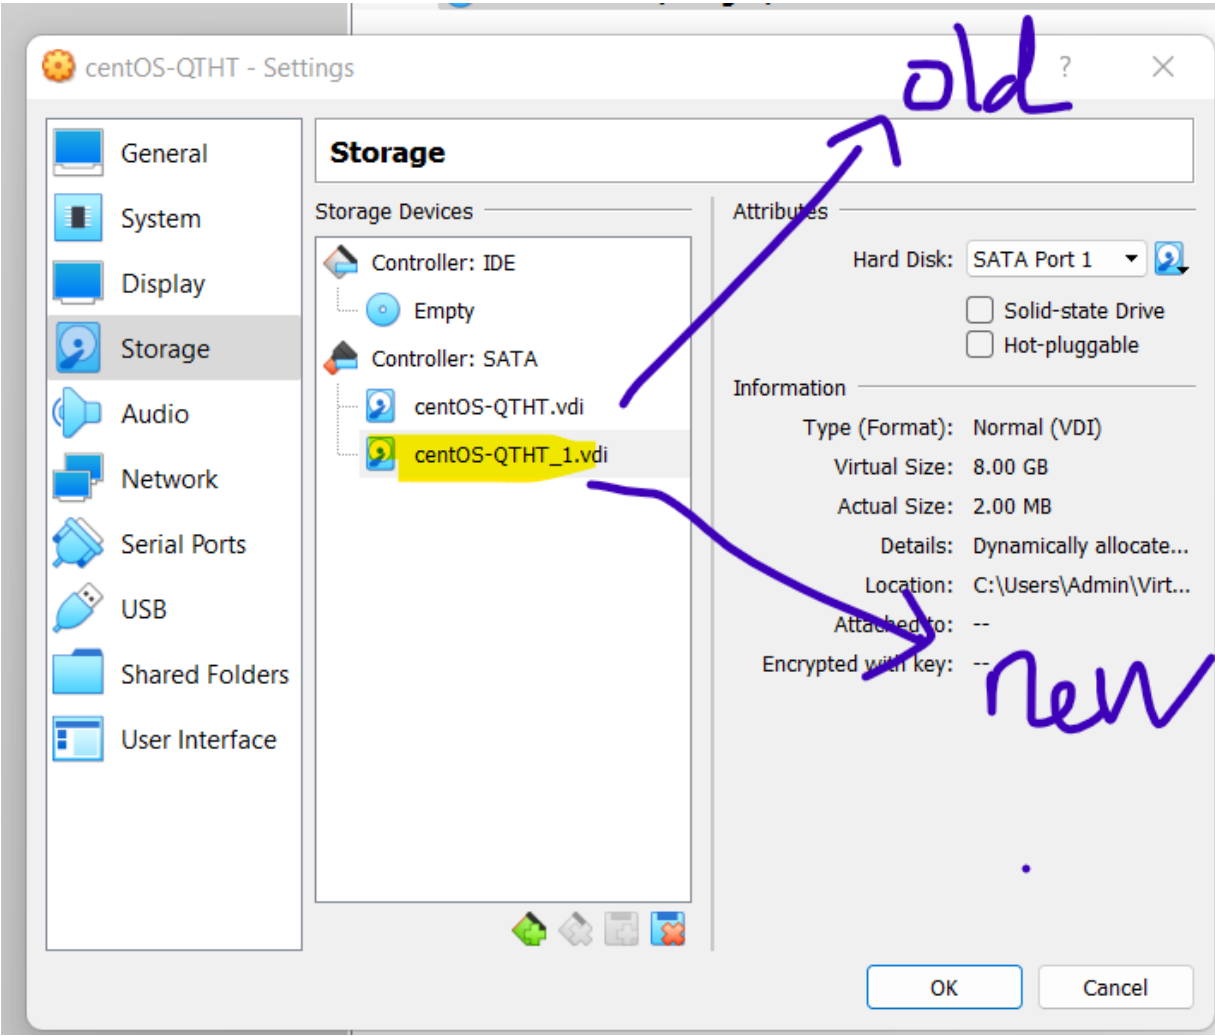 centOS-QTHT - Settings
old
?
General
System
Display
Storage
Audio
Network
Serial Ports
USB
Shared Folders
User Interface
Storage
Storage Devices
Controller: IDE
Empty
Controller: SATA
centOS-QTHT.vdi
centOS-QTHT_1.vdi
Attributes
Hard Disk: SATA Port 1
Solid-state Drive
Hot-pluggable
Information
Type (Format): Normal (VDI)
Virtual Size: 8.00 GB
Actual Size: 2.00 MB
Details: Dynamically allocate...
Location: C:\Users\Admin\Virt...
Attached to: --
Encrypted with key: --
new
OK
Cancel